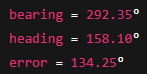 bearing = 292.35°
heading = 158.10°
error = 134.25°